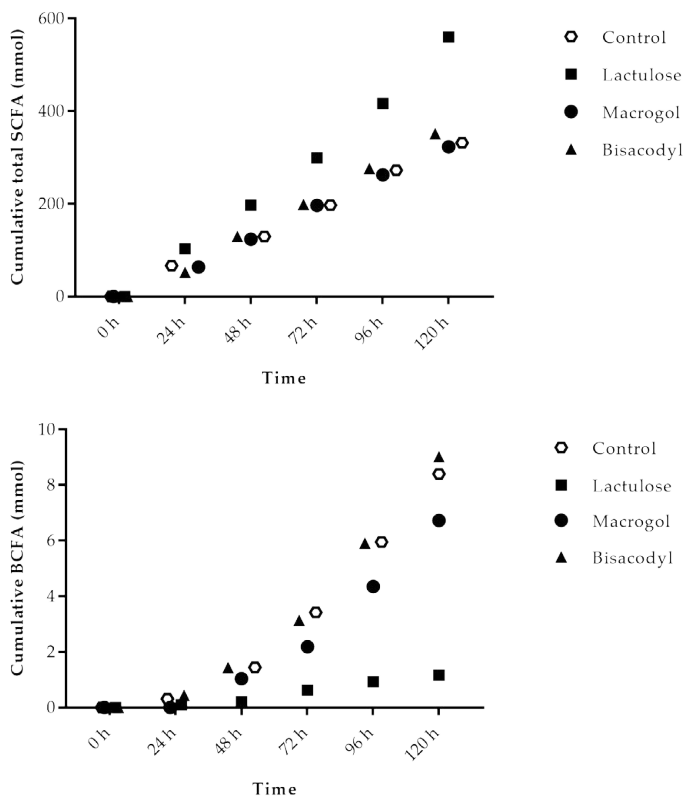 Cumulative total SCFA (mmol)
600
400
200
0
0 h
24 h
48 h
72 h
96 h
120 h
Time
Control
Lactulose
Macrogol
Bisacodyl
Cumulative BCFA (mmol)
10
8
6
4
2
0
0 h
24 h
48 h
72 h
96 h
120 h
Time
Control
Lactulose
Macrogol
Bisacodyl